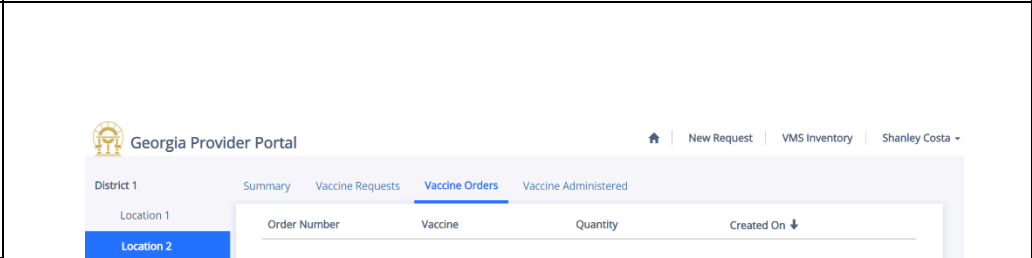 Georgia Provider Portal
New Request VMS Inventory Shanley Costa
District 1
Summary Vaccine Requests Vaccine Orders Vaccine Administered
Location 1
Order Number Vaccine Quantity Created On
Location 2